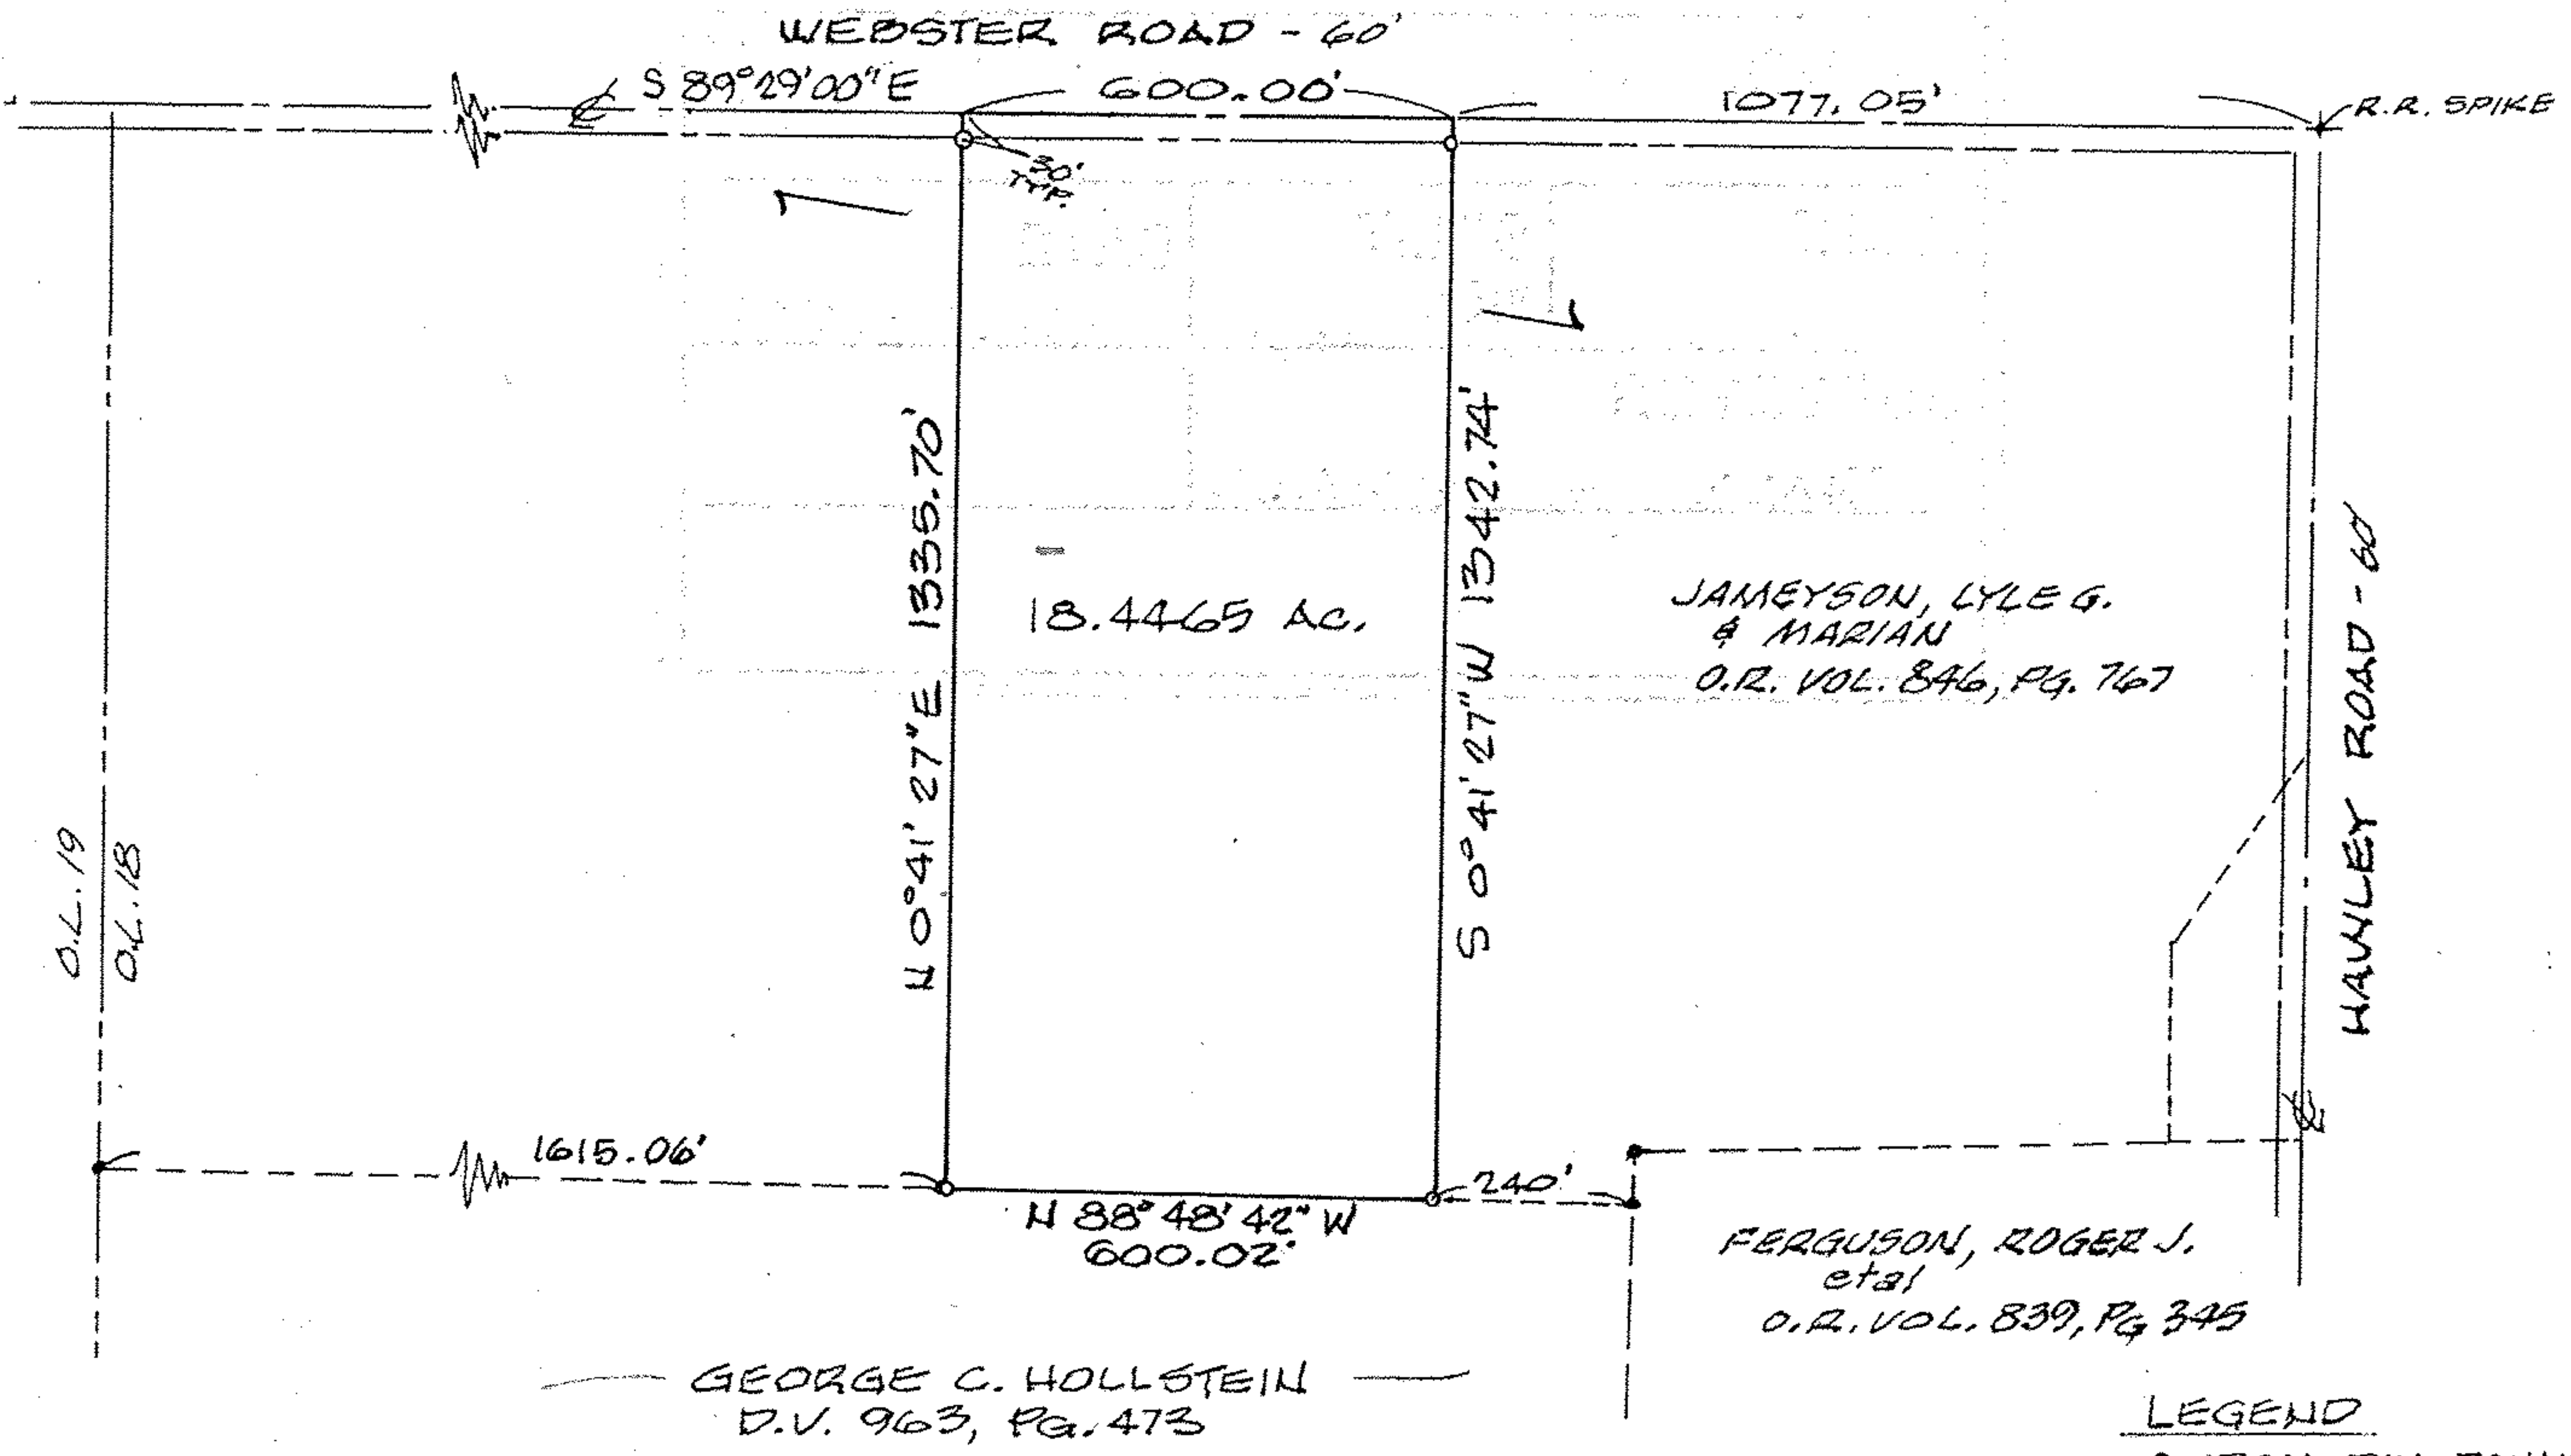 WEBSTER ROAD - 60'
S 89°29'00"E
600.00'
1077.05'
R.R. SPIKE
30'
TYP.
N 0°41'27"E 1335.70'
S 0°41'27"W 1342.74'
18.4465 AC.
JAMEYSON, LYLE G.
& MARIAN
O.R. VOL. 846, PG. 767
HAWLEY ROAD - 60'
O.L. 19
O.L. 18
1615.06'
240'
N 88°48'42" W
600.02'
FERGUSON, ROGER J.
etal
O.R. VOL. 839, PG 345
GEORGE C. HOLLSTEIN
D.V. 963, PG. 473
LEGEND